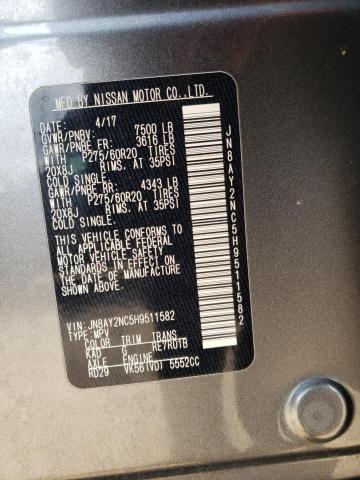 MFD BY NISSAN MOTOR CO.,LTD.
DATE: 4/17
GVWR/PNBV: 7500 LB
GAWR/PNBE FR: 3616 LB
WITH P275/60R20 TIRES
20X8J RIMS, AT 35PSI
COLD SINGLE.
GAWR/PNBE RR: 4343 LB
WITH P275/60R20 TIRES
20X8J RIMS, AT 35PSI
COLD SINGLE.
THIS VEHICLE CONFORMS TO
ALL APPLICABLE FEDERAL
MOTOR VEHICLE SAFETY
STANDARDS IN EFFECT ON
THE DATE OF MANUFACTURE
SHOWN ABOVE.
VIN: JN8AY2NC5H9511582
TYPE: MPV
COLOR TRIM TRANS
KAD G RE7R01B
AXLE ENGINE
RD29 VK56(VD) 5552CC
JN8AY2NC5H9511582